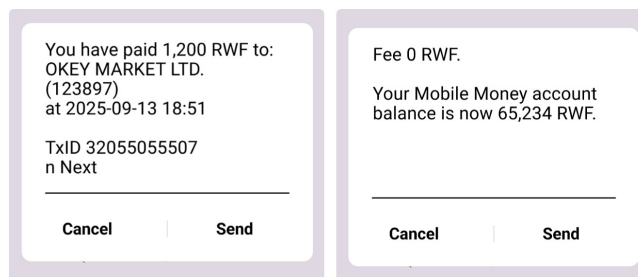 You have paid 1,200 RWF to:
OKEY MARKET LTD.
(123897)
at 2025-09-13 18:51
TxID 32055055507
n Next
Cancel
Send
Fee 0 RWF.
Your Mobile Money account
balance is now 65,234 RWF.
Cancel
Send